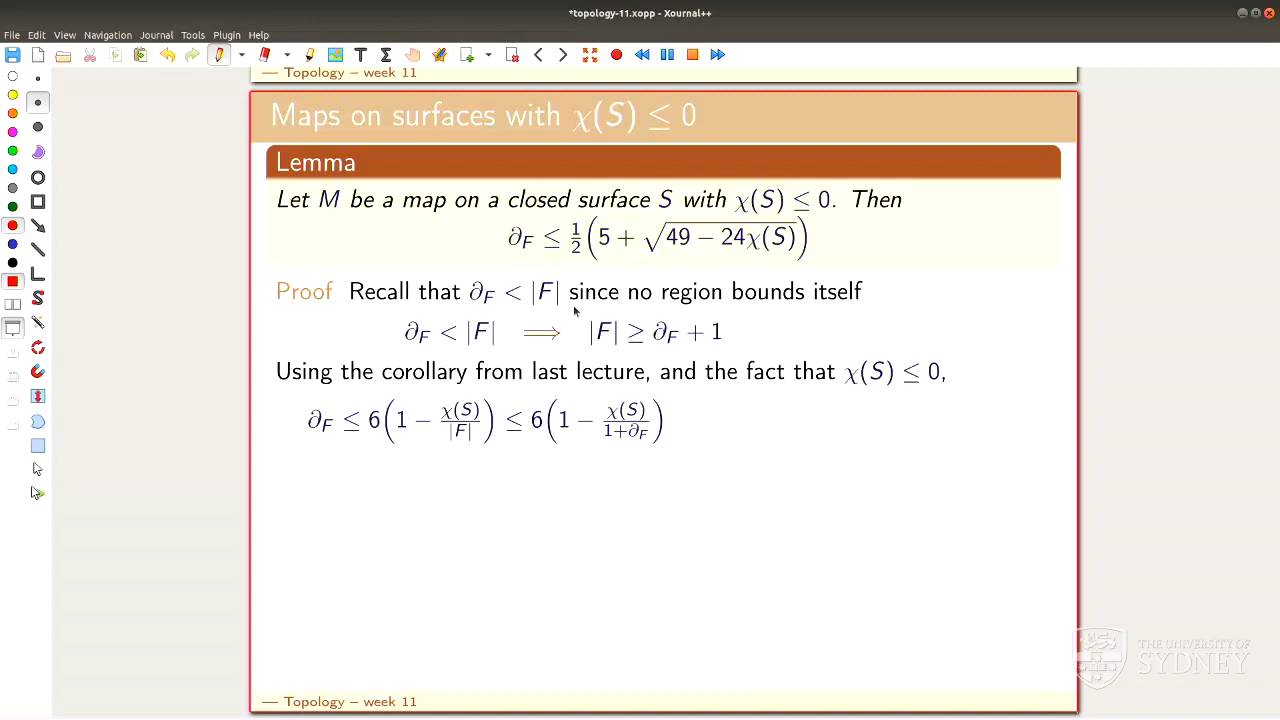 *topology-11.xopp - Xournal++
File Edit View Navigation Journal Tools Plugin Help
— Topology – week 11
Maps on surfaces with χ(S) ≤ 0
Lemma
Let M be a map on a closed surface S with χ(S) ≤ 0. Then
∂_F ≤ 1/2(5 + √(49 − 24χ(S)))
Proof Recall that ∂_F < |F| since no region bounds itself
∂_F < |F| ⟹ |F| ≥ ∂_F + 1
Using the corollary from last lecture, and the fact that χ(S) ≤ 0,
∂_F ≤ 6(1 − χ(S)/|F|) ≤ 6(1 − χ(S)/(1+∂_F))
THE UNIVERSITY OF
SYDNEY
— Topology – week 11